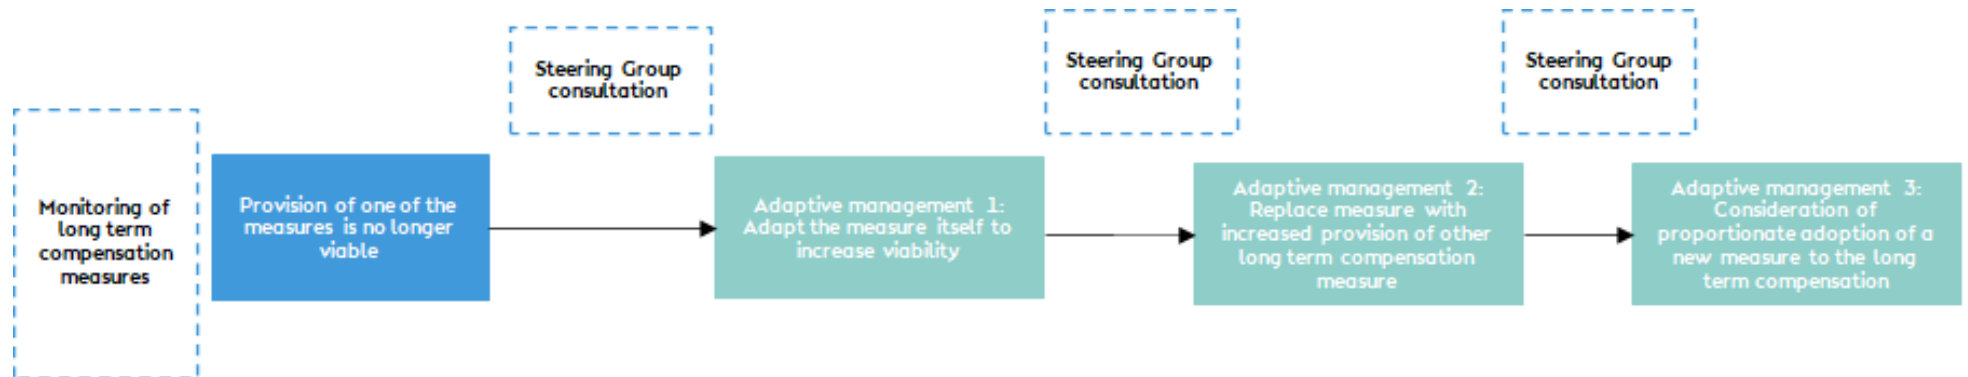 Monitoring of
long term
compensation
measures
Provision of one of the
measures is no longer
viable
Steering Group
consultation
Adaptive management 1:
Adapt the measure itself to
increase viability
Steering Group
consultation
Adaptive management 2:
Replace measure with
increased provision of other
long term compensation
measure
Steering Group
consultation
Adaptive management 3:
Consideration of
proportionate adoption of a
new measure to the long
term compensation